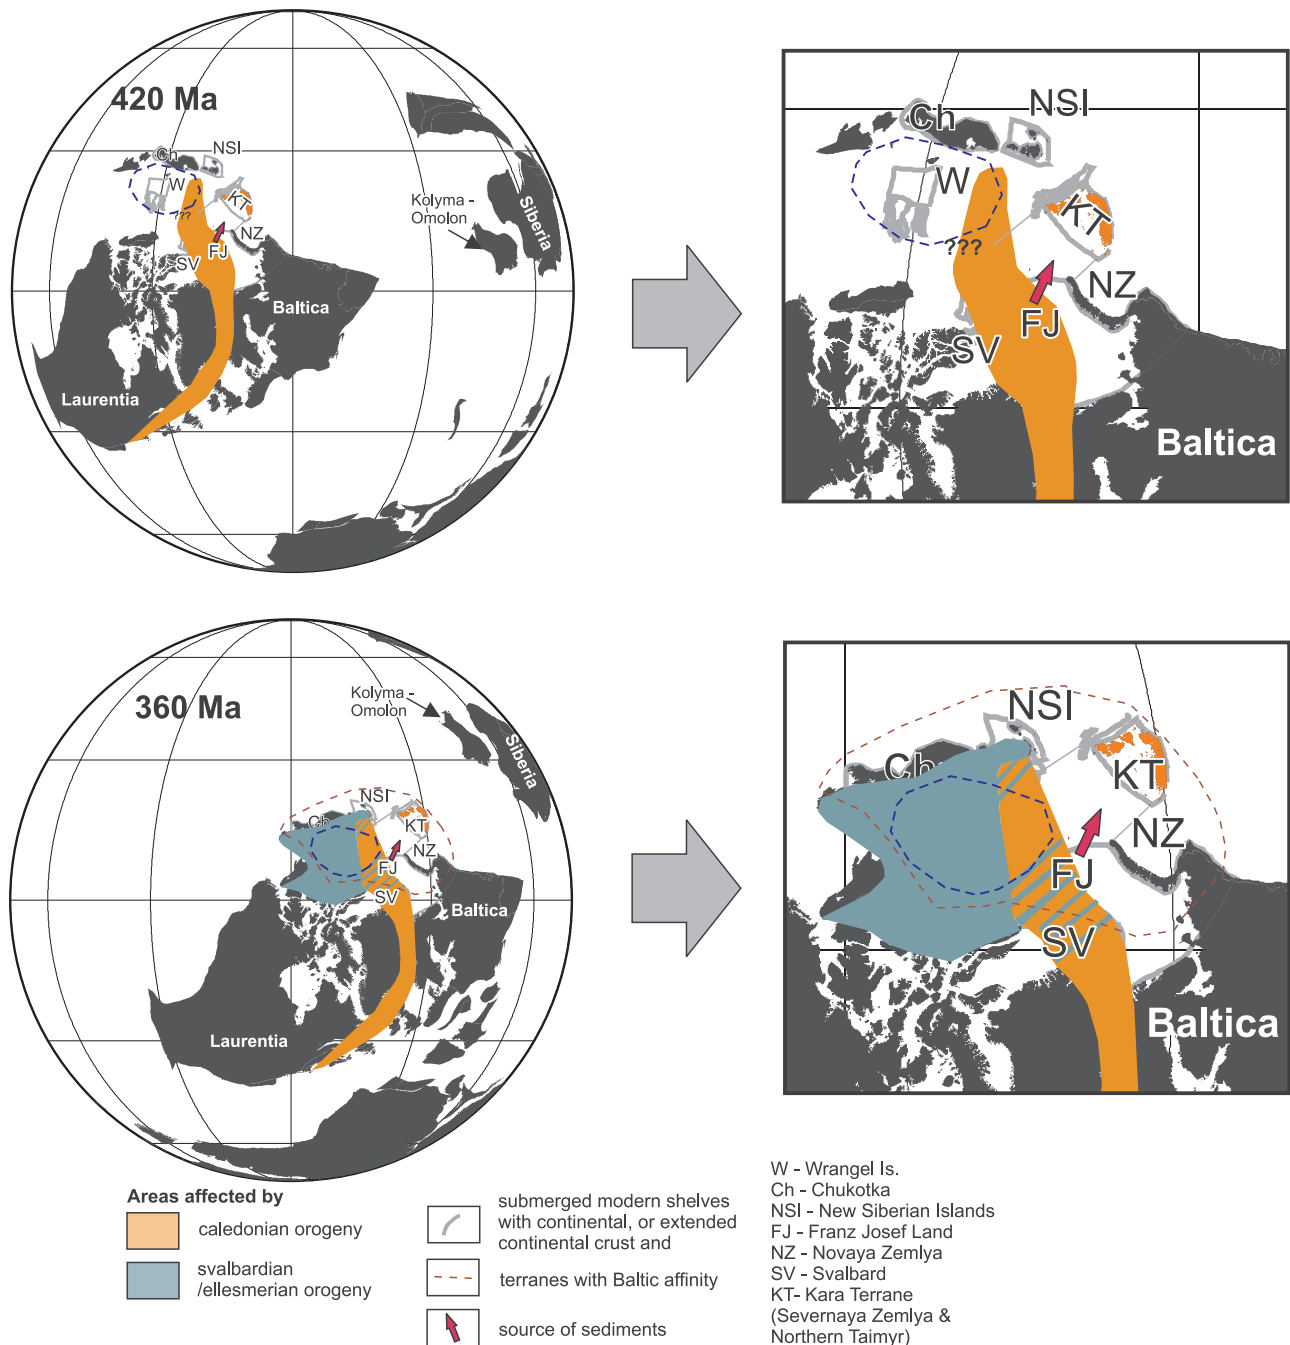 420 Ma
Ch
NSI
W
KT
???
NZ
FJ
SV
Kolyma -
Omolon
Siberia
Baltica
Laurentia
Ch
NSI
W
KT
???
NZ
FJ
SV
Baltica
360 Ma
Kolyma -
Omolon
Siberia
NSI
Ch
KT
NZ
FJ
SV
Baltica
Laurentia
NSI
Ch
KT
NZ
FJ
SV
Baltica
Areas affected by
caledonian orogeny
svalbardian
/ellesmerian orogeny
submerged modern shelves
with continental, or extended
continental crust and
terranes with Baltic affinity
source of sediments
W - Wrangel Is.
Ch - Chukotka
NSI - New Siberian Islands
FJ - Franz Josef Land
NZ - Novaya Zemlya
SV - Svalbard
KT- Kara Terrane
(Severnaya Zemlya &
Northern Taimyr)